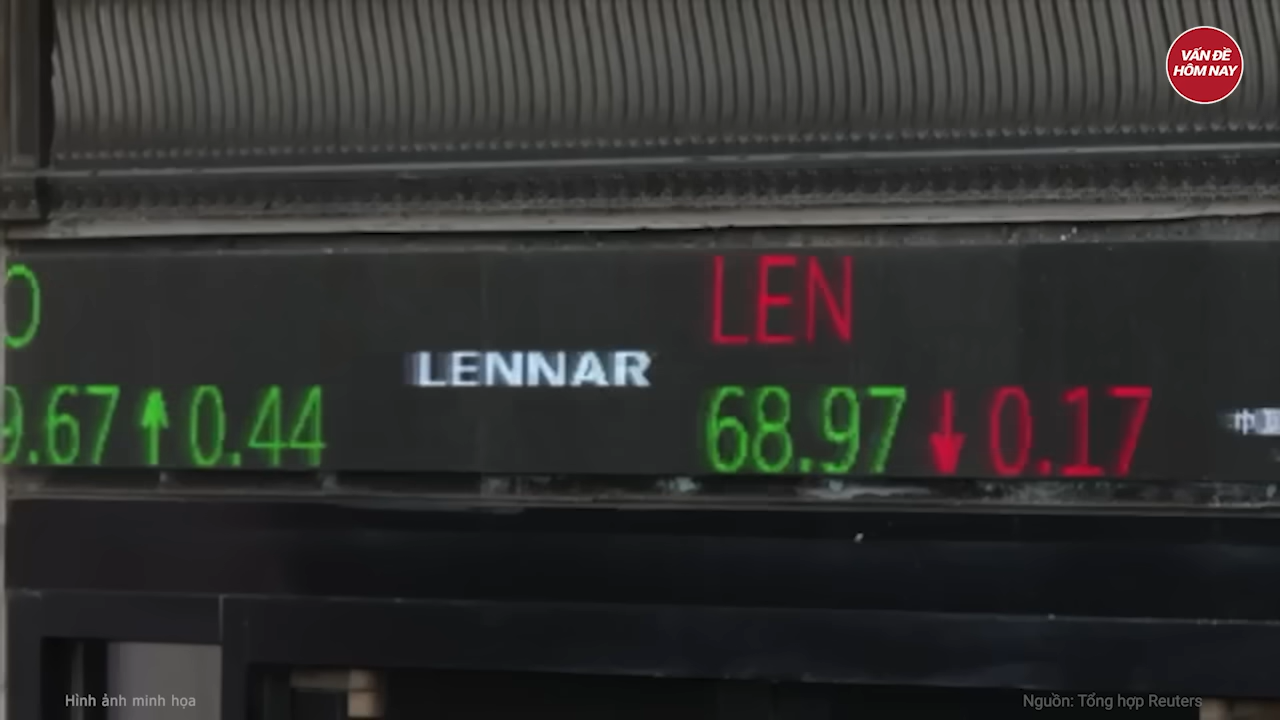 VẤN ĐỀ
HÔM NAY
LENNAR
LEN
.67 ↑ 0.44
68.97 ↓ 0.17
Hình ảnh minh họa
Nguồn: Tổng hợp Reuters